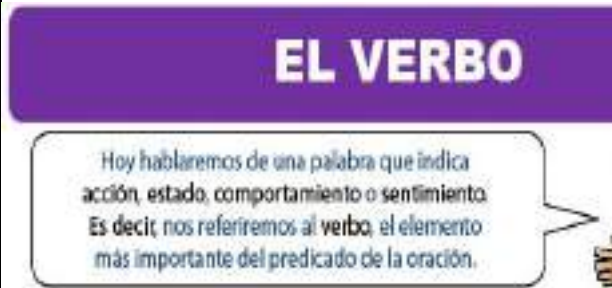 EL VERBO
Hoy hablaremos de una palabra que indica
acción, estado, comportamiento o sentimiento.
Es decir, nos referiremos al verbo, el elemento
más importante del predicado de la oración.